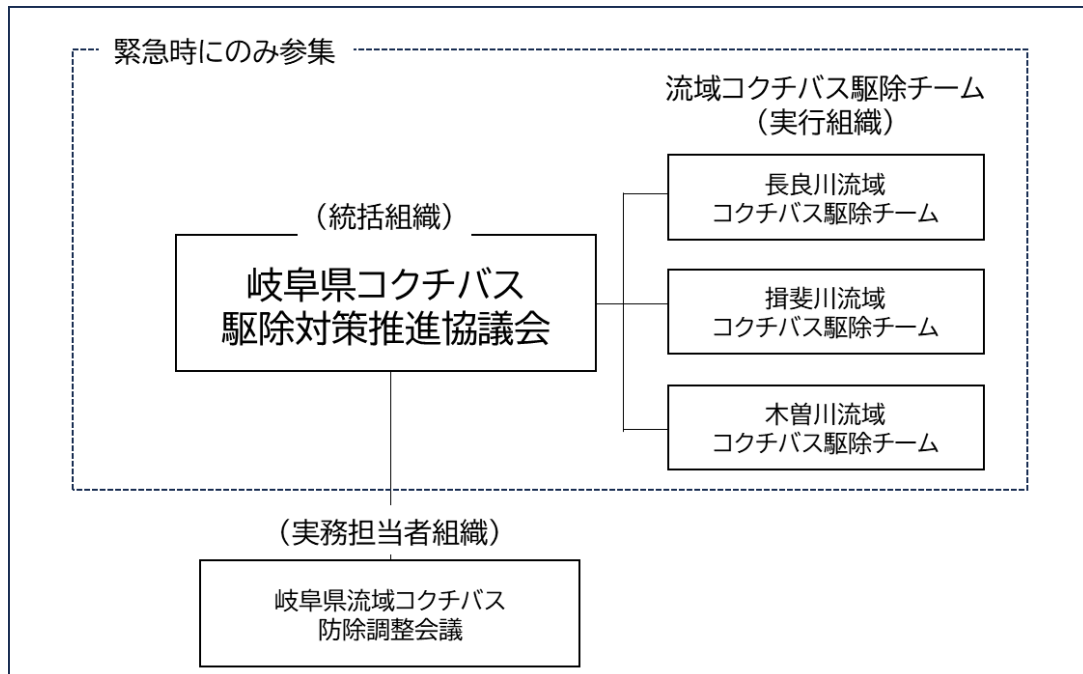 緊急時にのみ参集
流域コクチバス駆除チーム
（実行組織）
長良川流域
コクチバス駆除チーム
（統括組織）
岐阜県コクチバス
駆除対策推進協議会
揖斐川流域
コクチバス駆除チーム
木曽川流域
コクチバス駆除チーム
（実務担当者組織）
岐阜県流域コクチバス
防除調整会議